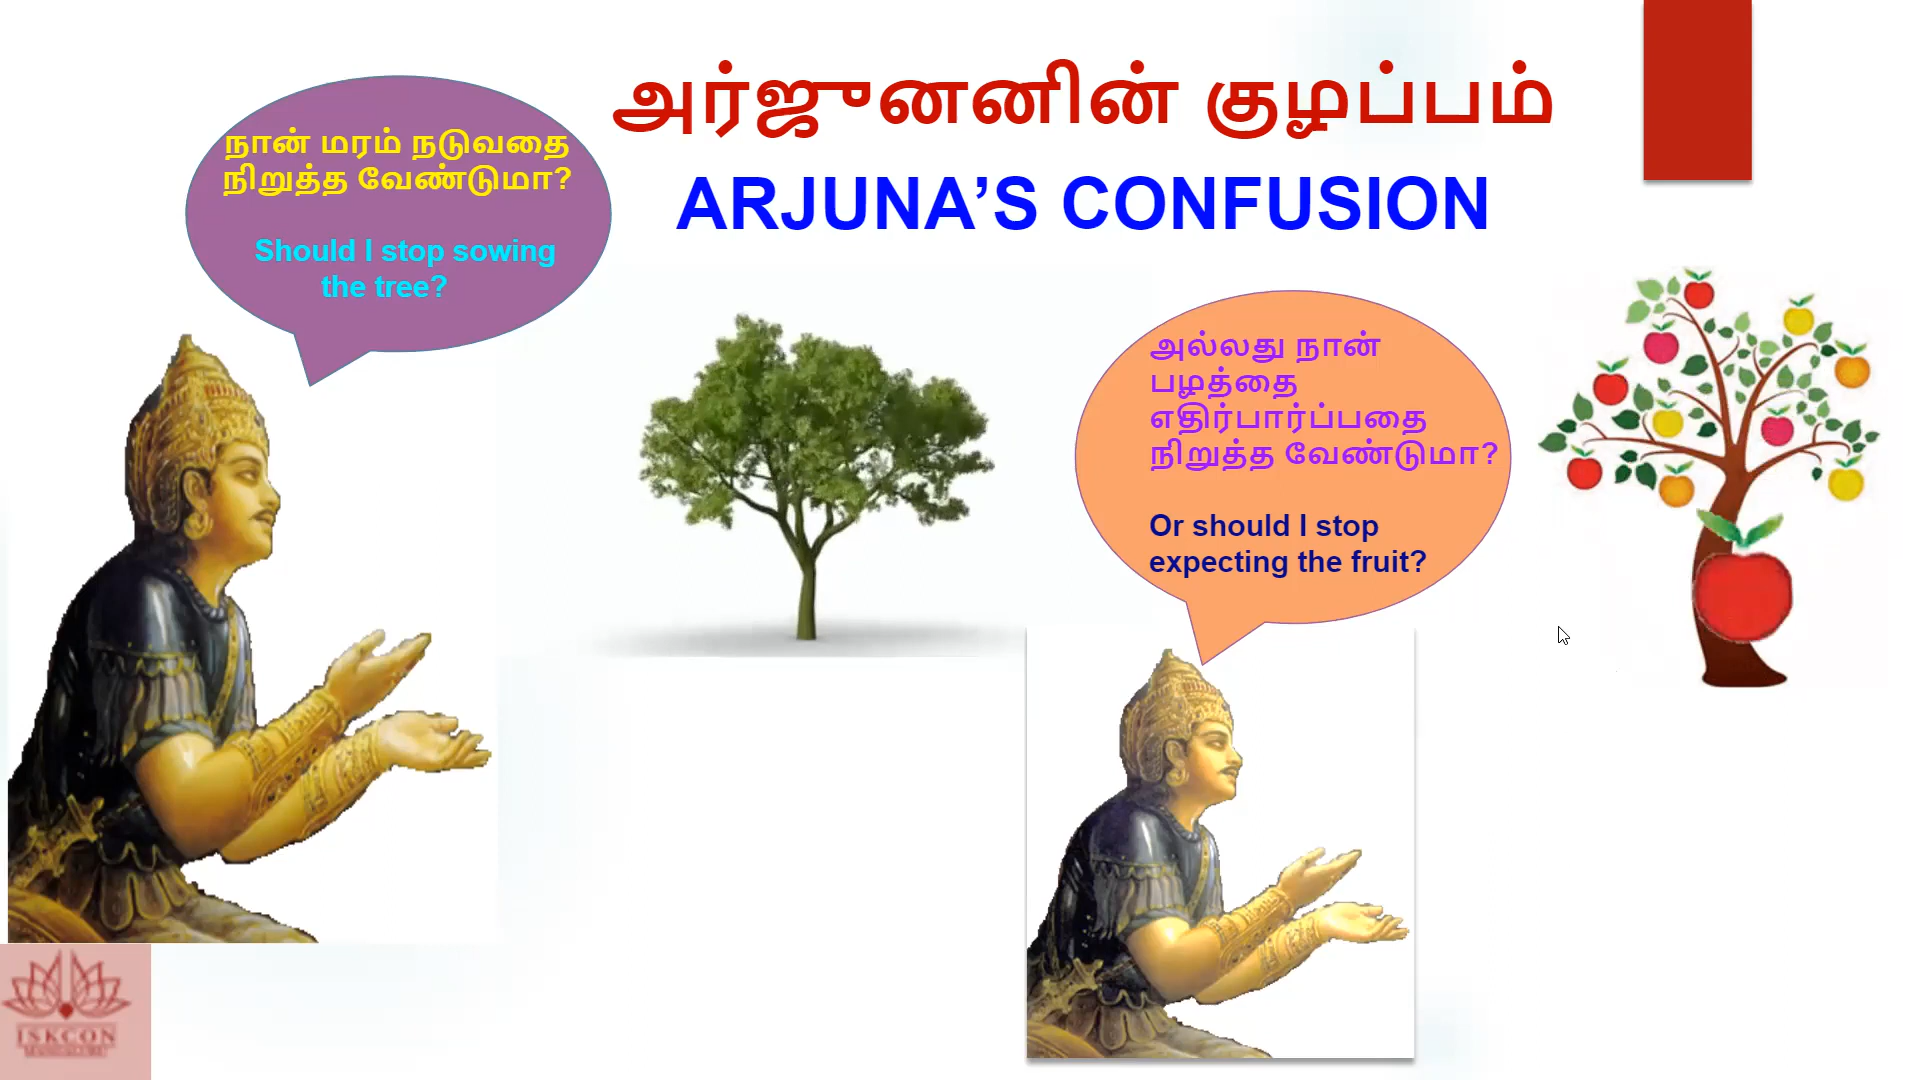 அர்ஜுனனின் குழப்பம்
ARJUNA’S CONFUSION
நான் மரம் நடுவதை
நிறுத்த வேண்டுமா?
Should I stop sowing
the tree?
அல்லது நான்
பழத்தை
எதிர்பார்ப்பதை
நிறுத்த வேண்டுமா?
Or should I stop
expecting the fruit?
ISKCON